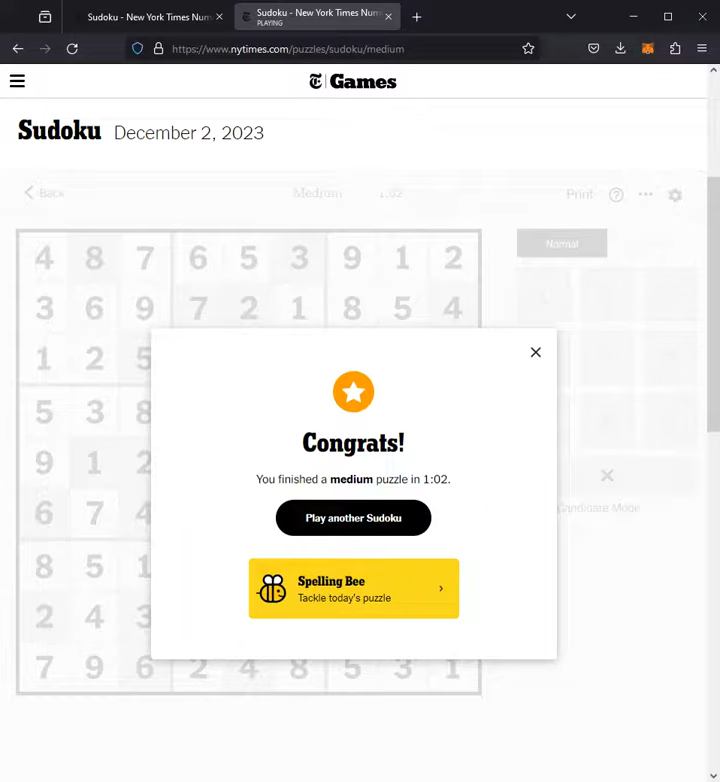 Sudoku - New York Times Num
Sudoku - New York Times Num
PLAYING
https://www.nytimes.com/puzzles/sudoku/medium
T Games
Sudoku December 2, 2023
Back Medium 1:02 Print ? ...
Normal
4 8 7 6 5 3 9 1 2
3 6 9 7 2 1 8 5 4
1 2 5
5 3 8
9 1 2
6 7 4
8 5 1
2 4 3
7 9 6 2 4 8 5 3 1
Candidate Mode
Congrats!
You finished a medium puzzle in 1:02.
Play another Sudoku
Spelling Bee
Tackle today's puzzle